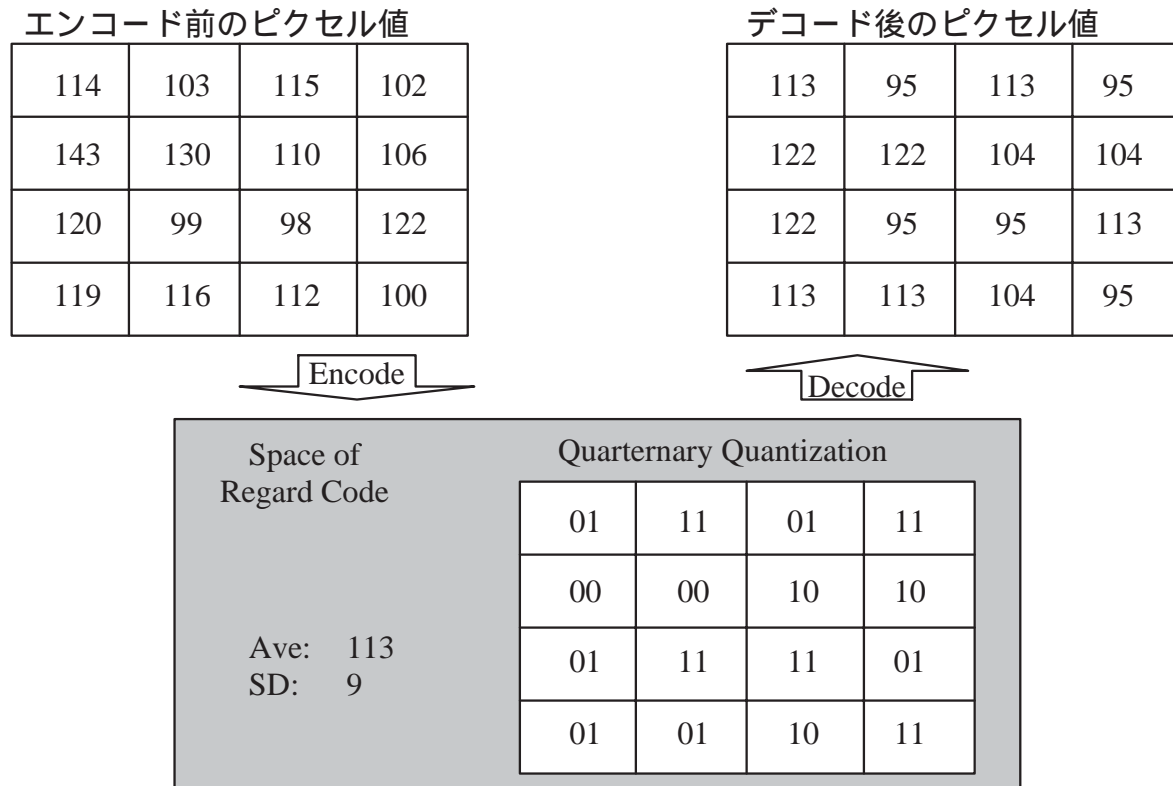 エンコード前のピクセル値
114 103 115 102
143 130 110 106
120 99 98 122
119 116 112 100
デコード後のピクセル値
113 95 113 95
122 122 104 104
122 95 95 113
113 113 104 95
Encode
Decode
Space of
Regard Code
Ave: 113
SD: 9
Quarternary Quantization
01 11 01 11
00 00 10 10
01 11 11 01
01 01 10 11